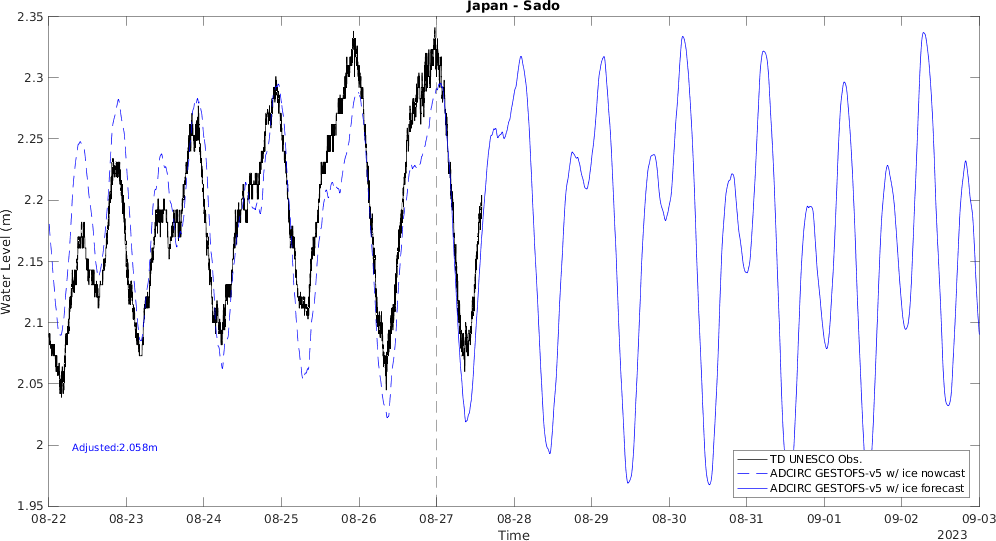 Japan - Sado
2.35
2.3
2.25
2.2
2.15
2.1
2.05
2
1.95
Water Level (m)
Adjusted:2.058m
TD UNESCO Obs.
ADCIRC GESTOFS-v5 w/ ice nowcast
ADCIRC GESTOFS-v5 w/ ice forecast
08-22 08-23 08-24 08-25 08-26 08-27 08-28 08-29 08-30 08-31 09-01 09-02 09-03
Time
2023